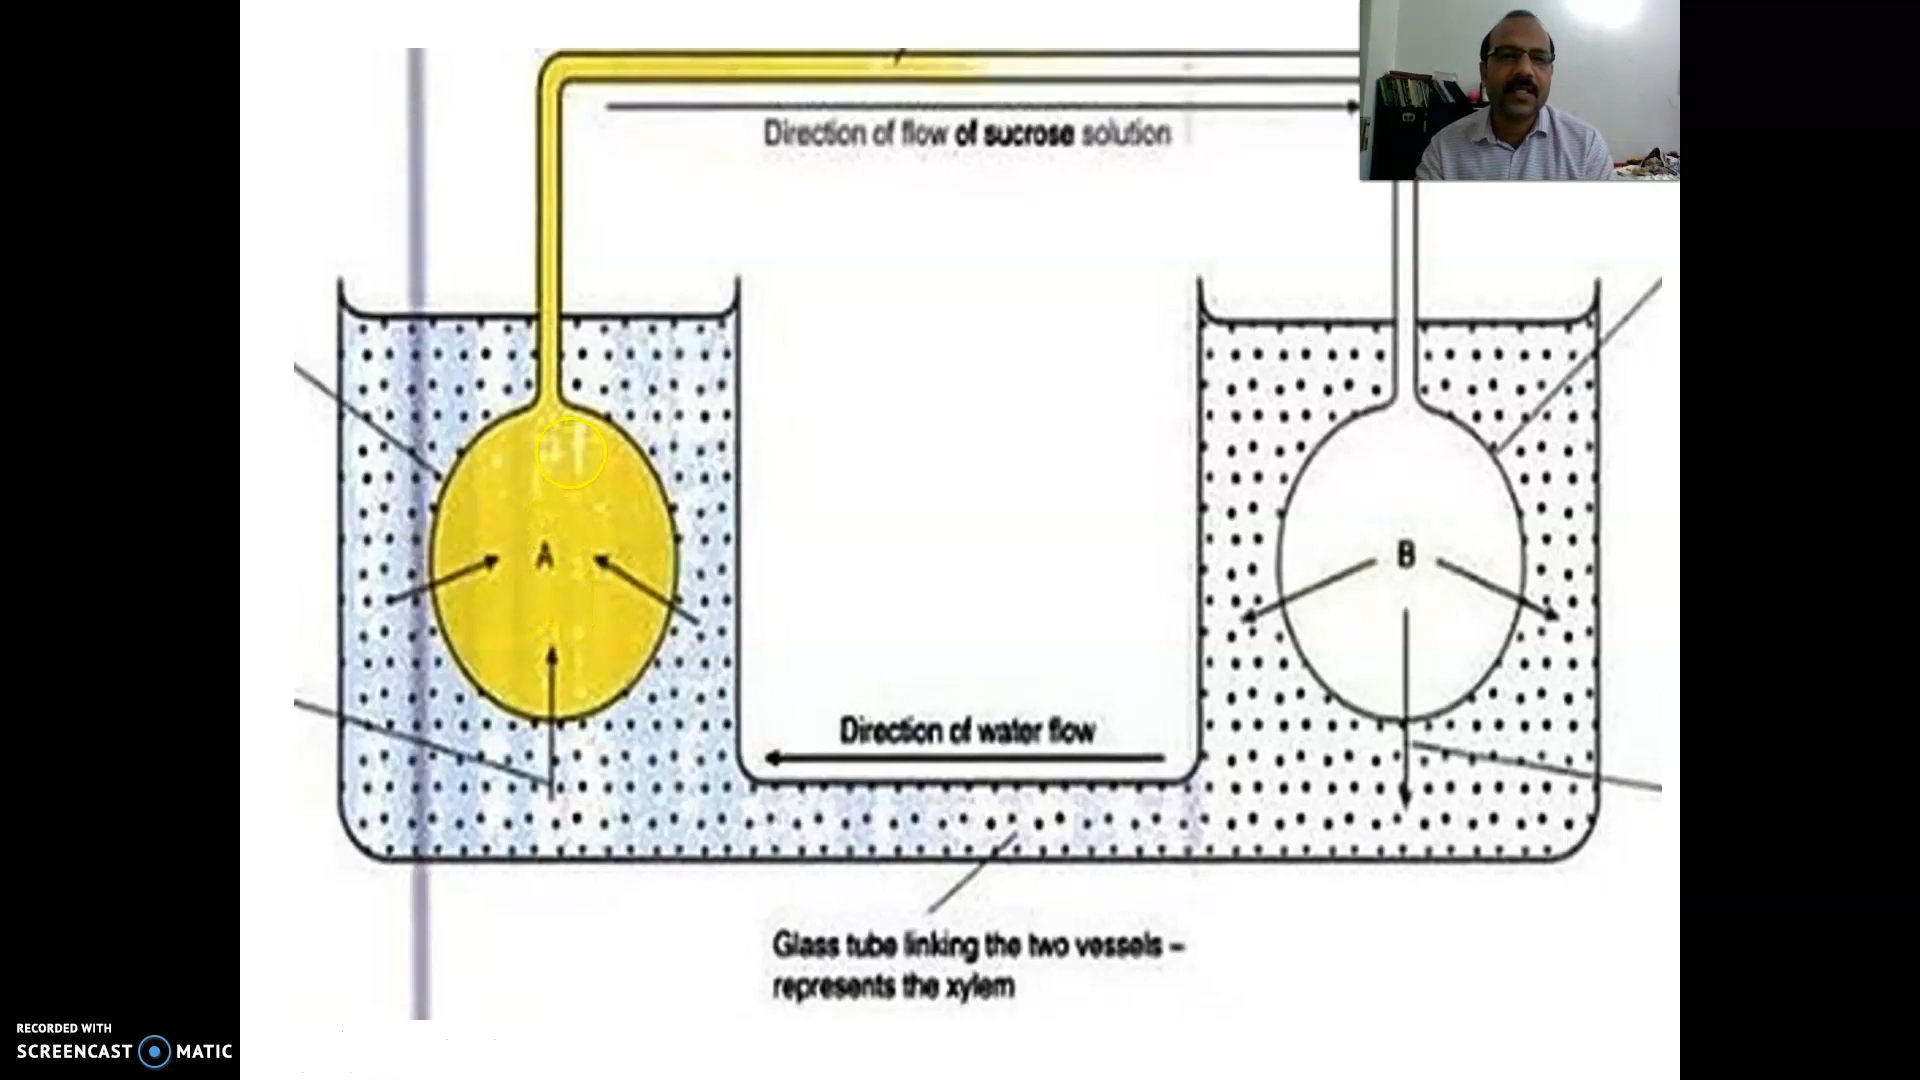 Direction of flow of sucrose solution
A
B
Direction of water flow
Glass tube linking the two vessels –
represents the xylem
RECORDED WITH
SCREENCAST MATIC